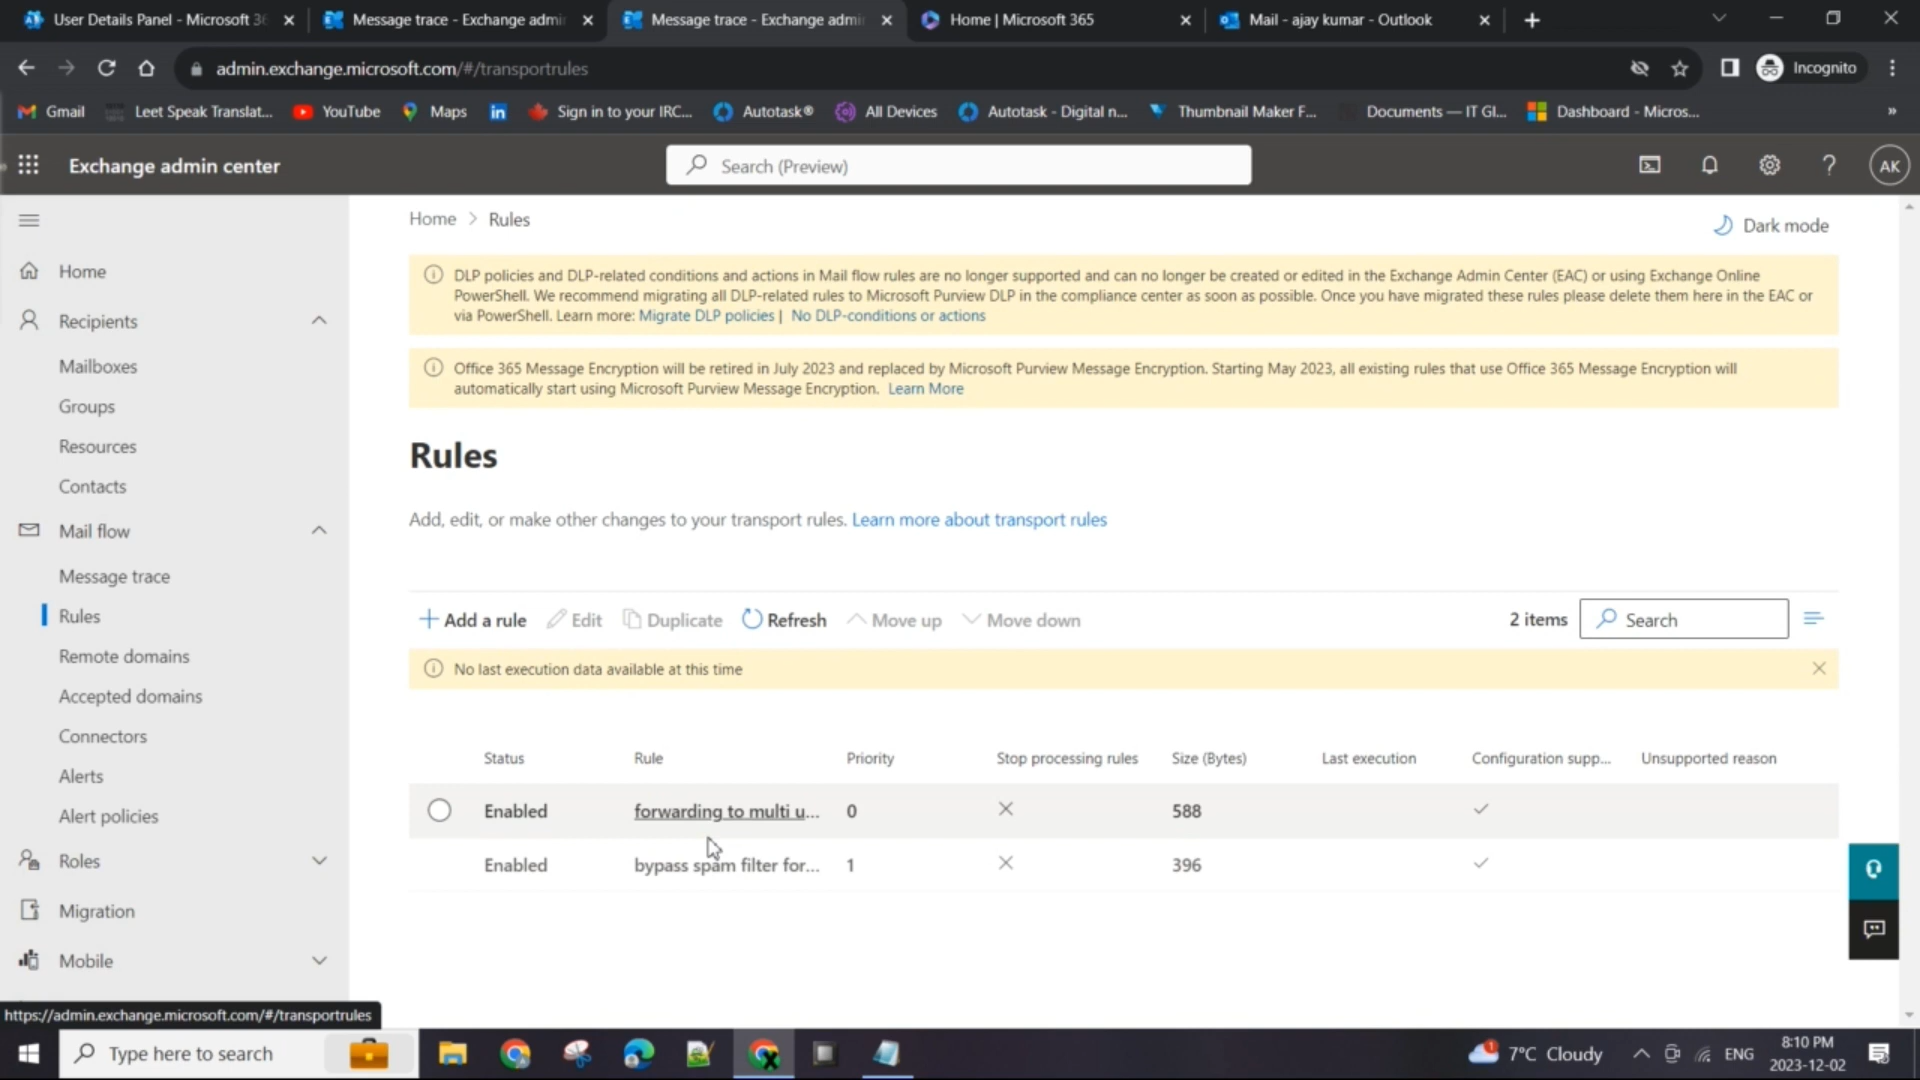 User Details Panel - Microsoft 36
Message trace - Exchange admin
Message trace - Exchange admin
Home | Microsoft 365
Mail - ajay kumar - Outlook
admin.exchange.microsoft.com/#/transportrules
Incognito
Gmail
Leet Speak Translat...
YouTube
Maps
Sign in to your IRC...
Autotask®
All Devices
Autotask - Digital n...
Thumbnail Maker F...
Documents — IT Gl...
Dashboard - Micros...
»
Exchange admin center
Search (Preview)
AK
Home > Rules
Dark mode
Home
Recipients
Mailboxes
Groups
Resources
Contacts
Mail flow
Message trace
Rules
Remote domains
Accepted domains
Connectors
Alerts
Alert policies
Roles
Migration
Mobile
DLP policies and DLP-related conditions and actions in Mail flow rules are no longer supported and can no longer be created or edited in the Exchange Admin Center (EAC) or using Exchange Online
PowerShell. We recommend migrating all DLP-related rules to Microsoft Purview DLP in the compliance center as soon as possible. Once you have migrated these rules please delete them here in the EAC or
via PowerShell. Learn more: Migrate DLP policies | No DLP-conditions or actions
Office 365 Message Encryption will be retired in July 2023 and replaced by Microsoft Purview Message Encryption. Starting May 2023, all existing rules that use Office 365 Message Encryption will
automatically start using Microsoft Purview Message Encryption. Learn More
Rules
Add, edit, or make other changes to your transport rules. Learn more about transport rules
Add a rule
Edit
Duplicate
Refresh
Move up
Move down
2 items
Search
No last execution data available at this time
Status
Rule
Priority
Stop processing rules
Size (Bytes)
Last execution
Configuration supp...
Unsupported reason
Enabled
forwarding to multi u...
0
588
Enabled
bypass spam filter for...
1
396
https://admin.exchange.microsoft.com/#/transportrules
Type here to search
1
7°C Cloudy
ENG
8:10 PM
2023-12-02